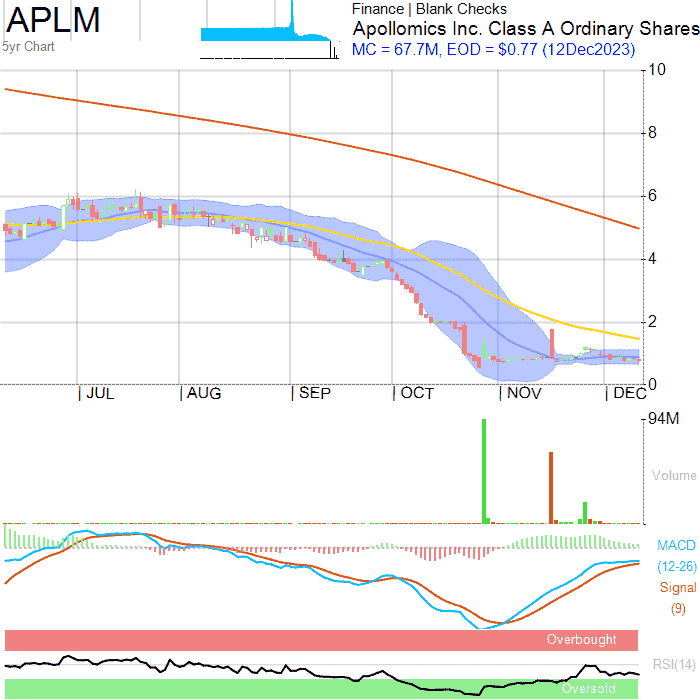 APLM
5yr Chart
Finance | Blank Checks
Apollomics Inc. Class A Ordinary Shares
MC = 67.7M, EOD = $0.77 (12Dec2023)
10
8
6
4
2
0
JUL AUG SEP OCT NOV DEC
94M
Volume
MACD
(12-26)
Signal
(9)
Overbought
RSI(14)
Oversold